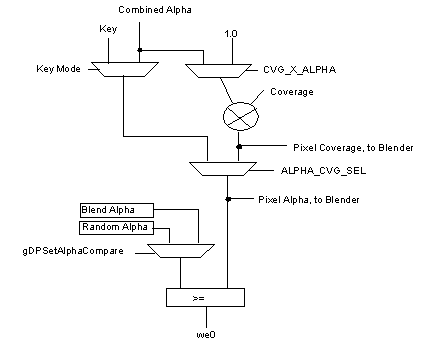 Combined Alpha
Key
1.0
Key Mode
CVG_X_ALPHA
Coverage
Pixel Coverage, to Blender
ALPHA_CVG_SEL
Pixel Alpha, to Blender
Blend Alpha
Random Alpha
gDPSetAlphaCompare
>=
we0